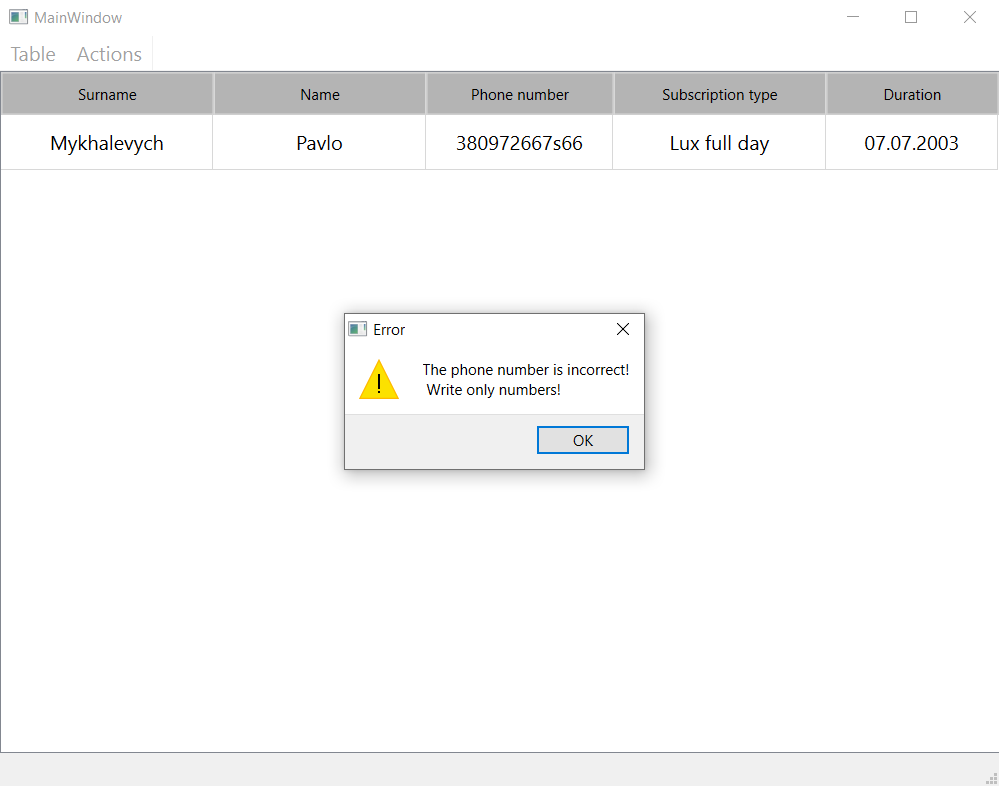 MainWindow
Table Actions
Surname Name Phone number Subscription type Duration
Mykhalevych Pavlo 380972667s66 Lux full day 07.07.2003
Error
The phone number is incorrect!
Write only numbers!
OK